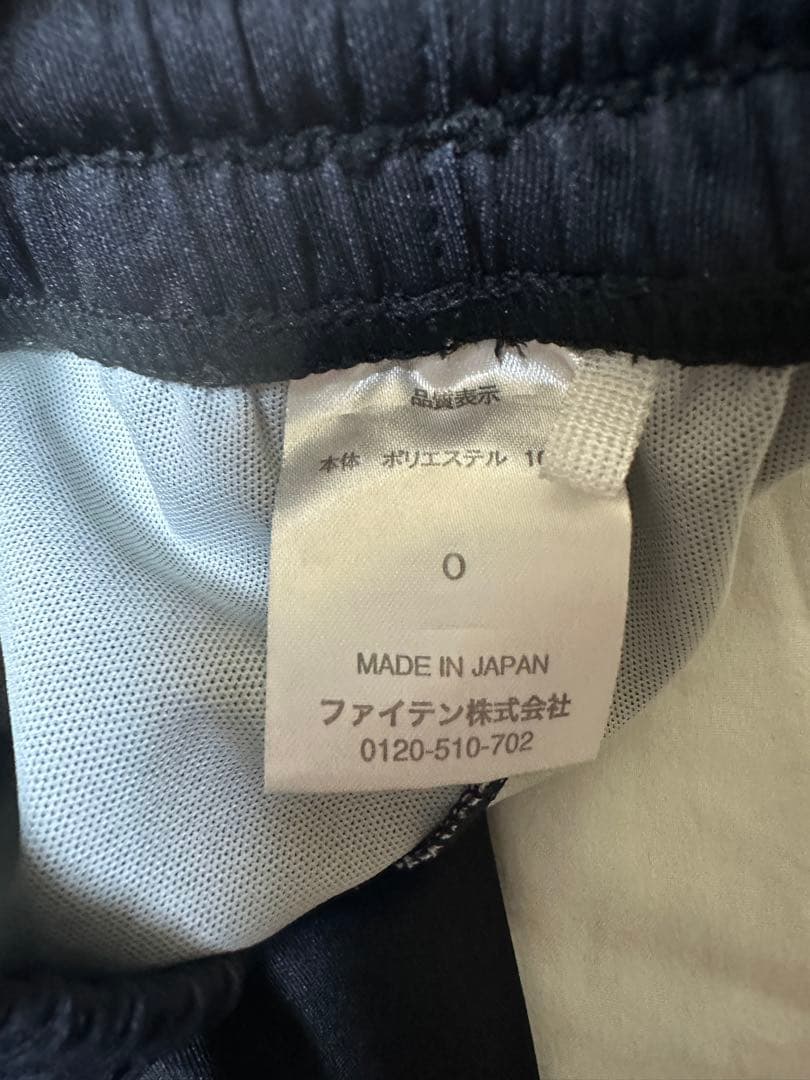 品質表示
本体 ポリエステル
O
MADE IN JAPAN
ファイテン株式会社
0120-510-702